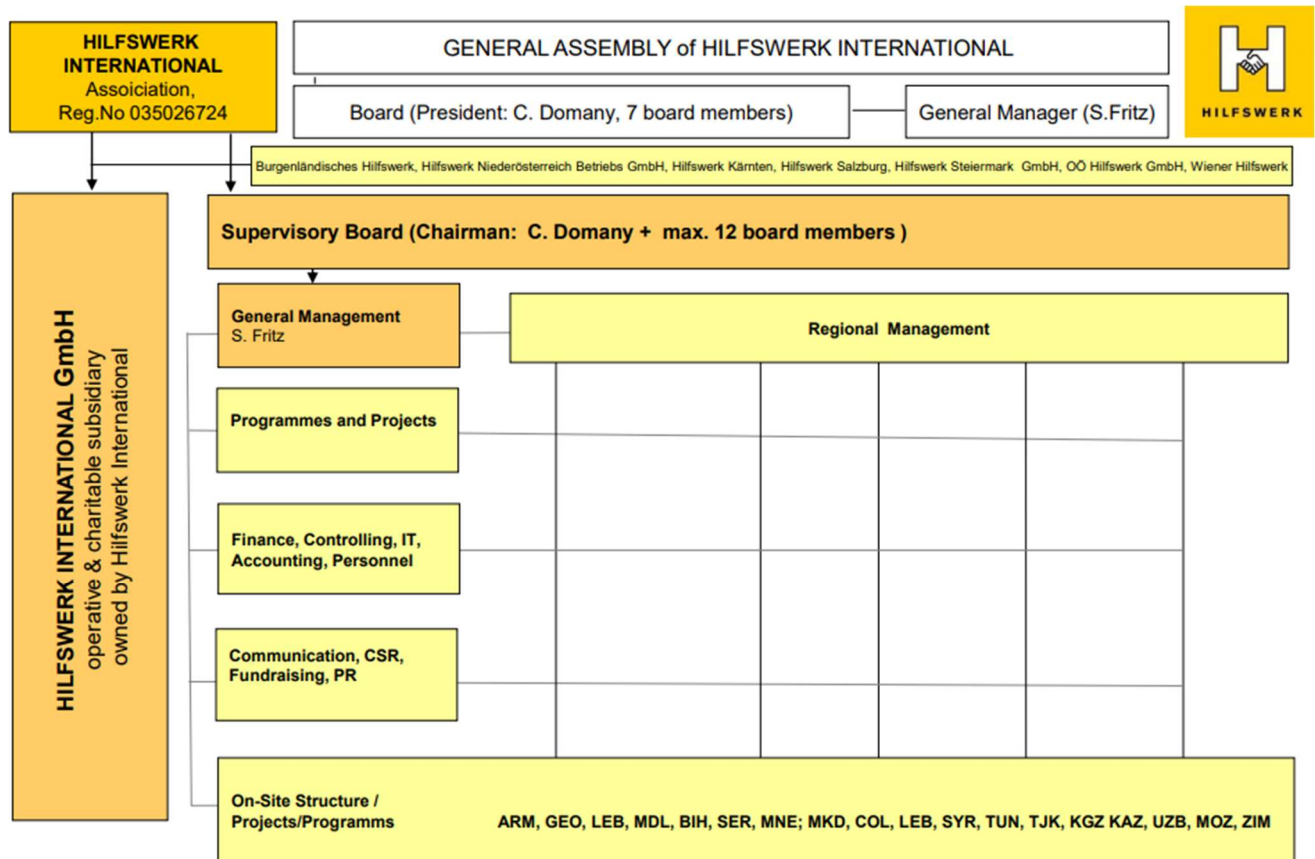 HILFSWERK
INTERNATIONAL
Assoiciation,
Reg.No 035026724
GENERAL ASSEMBLY of HILFSWERK INTERNATIONAL
Board (President: C. Domany, 7 board members)
General Manager (S.Fritz)
H
HILFSWERK
Burgenländisches Hilfswerk, Hilfswerk Niederösterreich Betriebs GmbH, Hilfswerk Kärnten, Hilfswerk Salzburg, Hilfswerk Steiermark GmbH, OÖ Hilfswerk GmbH, Wiener Hilfswerk
HILFSWERK INTERNATIONAL GmbH
operative & charitable subsidiary
owned by Hilfswerk International
Supervisory Board (Chairman: C. Domany + max. 12 board members )
General Management
S. Fritz
Regional Management
Programmes and Projects
Finance, Controlling, IT,
Accounting, Personnel
Communication, CSR,
Fundraising, PR
On-Site Structure /
Projects/Programms
ARM, GEO, LEB, MDL, BIH, SER, MNE; MKD, COL, LEB, SYR, TUN, TJK, KGZ KAZ, UZB, MOZ, ZIM